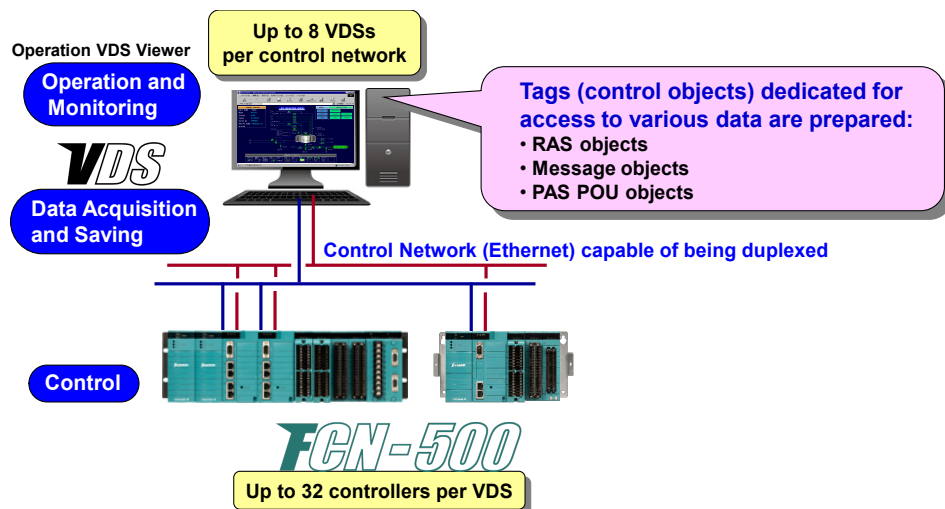 Up to 8 VDSs
per control network
Operation VDS Viewer
Operation and
Monitoring
Tags (control objects) dedicated for
access to various data are prepared:
• RAS objects
• Message objects
• PAS POU objects
VDS
Data Acquisition
and Saving
Control Network (Ethernet) capable of being duplexed
Control
FCN-500
Up to 32 controllers per VDS